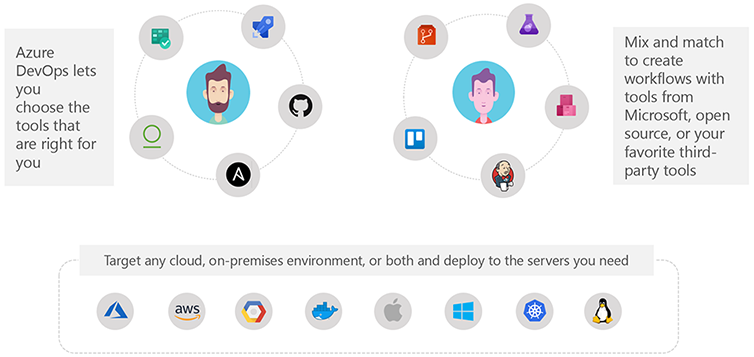 Azure
DevOps lets
you
choose the
tools that
are right for
you
Mix and match
to create
workflows with
tools from
Microsoft, open
source, or your
favorite third-
party tools
Target any cloud, on-premises environment, or both and deploy to the servers you need
aws